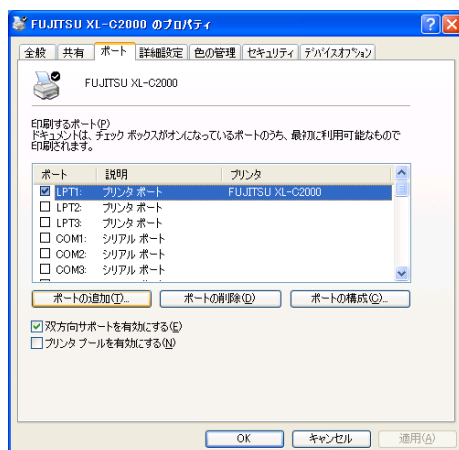 FUJITSU XL-C2000 のプロパティ
全般 共有 ポート 詳細設定 色の管理 セキュリティ デバイスオプション
FUJITSU XL-C2000
印刷するポート(P)
ドキュメントは、チェック ボックスがオンになっているポートのうち、最初に利用可能なもので
印刷されます。
ポート 説明 プリンタ
LPT1: プリンタ ポート FUJITSU XL-C2000
LPT2: プリンタ ポート
LPT3: プリンタ ポート
COM1: シリアル ポート
COM2: シリアル ポート
COM3: シリアル ポート
ポートの追加(T)... ポートの削除(D) ポートの構成(C)...
双方向サポートを有効にする(E)
プリンタ プールを有効にする(N)
OK キャンセル 適用(A)